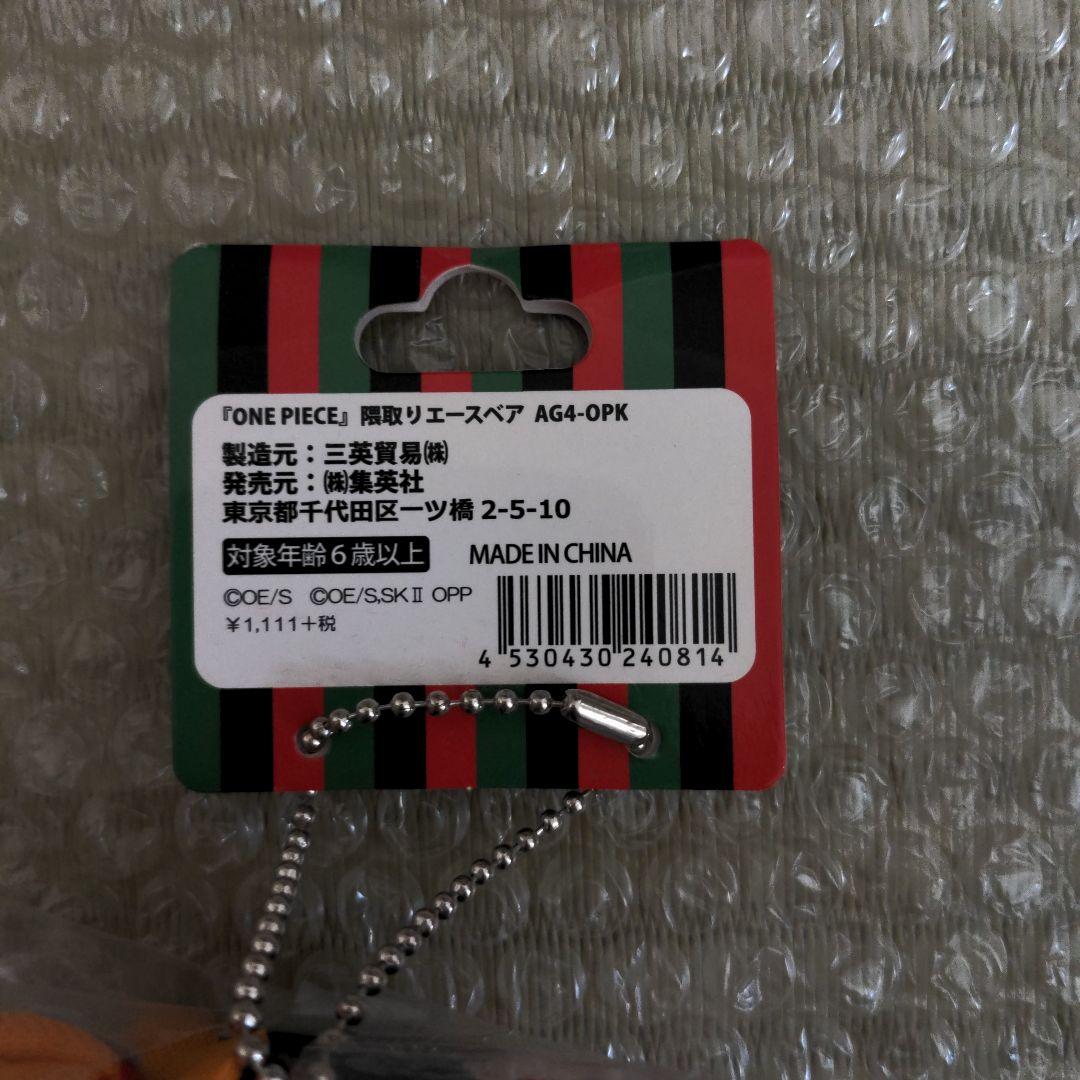 『ONE PIECE』隈取りエースベア AG4-OPK
製造元：三英貿易㈱
発売元：㈱集英社
東京都千代田区一ツ橋 2-5-10
対象年齢６歳以上 MADE IN CHINA
©OE/S ©OE/S,SKⅡ OPP
￥1,111＋税
4 530430 240814